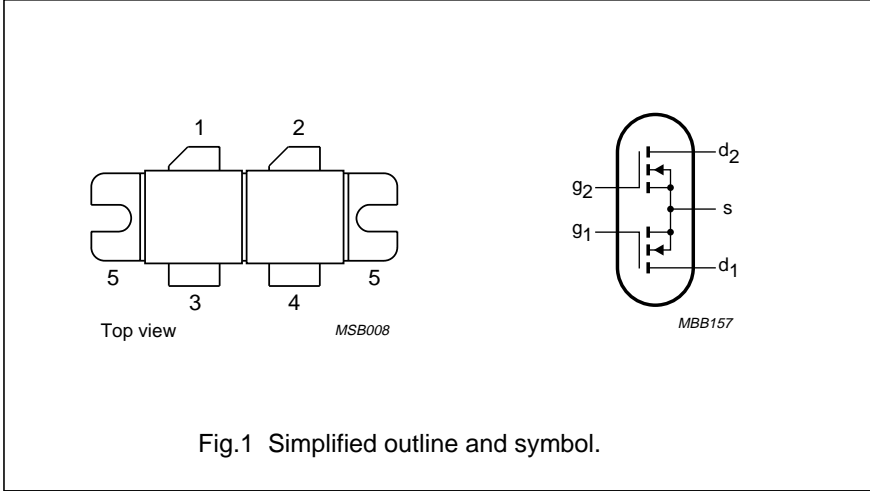 1 2
5 5
3 4
Top view MSB008
d2
g2
s
g1
d1
MBB157
Fig.1 Simplified outline and symbol.